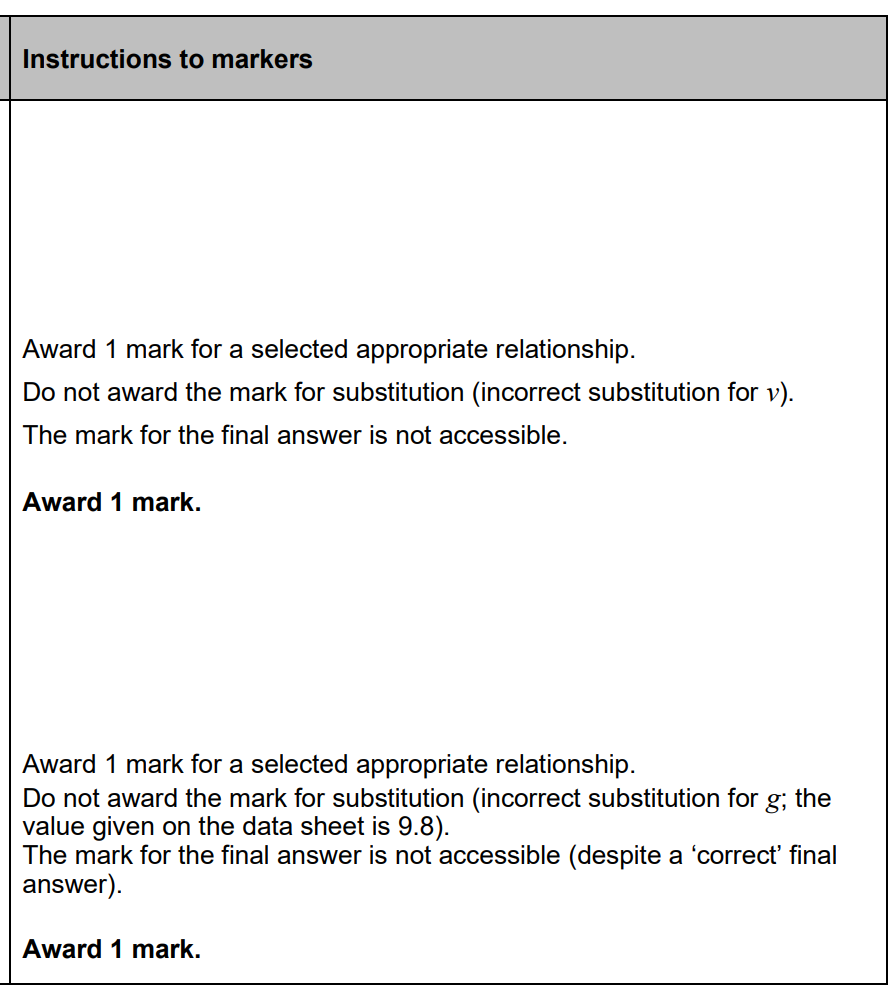 Instructions to markers
Award 1 mark for a selected appropriate relationship.
Do not award the mark for substitution (incorrect substitution for v).
The mark for the final answer is not accessible.
Award 1 mark.
Award 1 mark for a selected appropriate relationship.
Do not award the mark for substitution (incorrect substitution for g; the
value given on the data sheet is 9.8).
The mark for the final answer is not accessible (despite a ‘correct’ final
answer).
Award 1 mark.